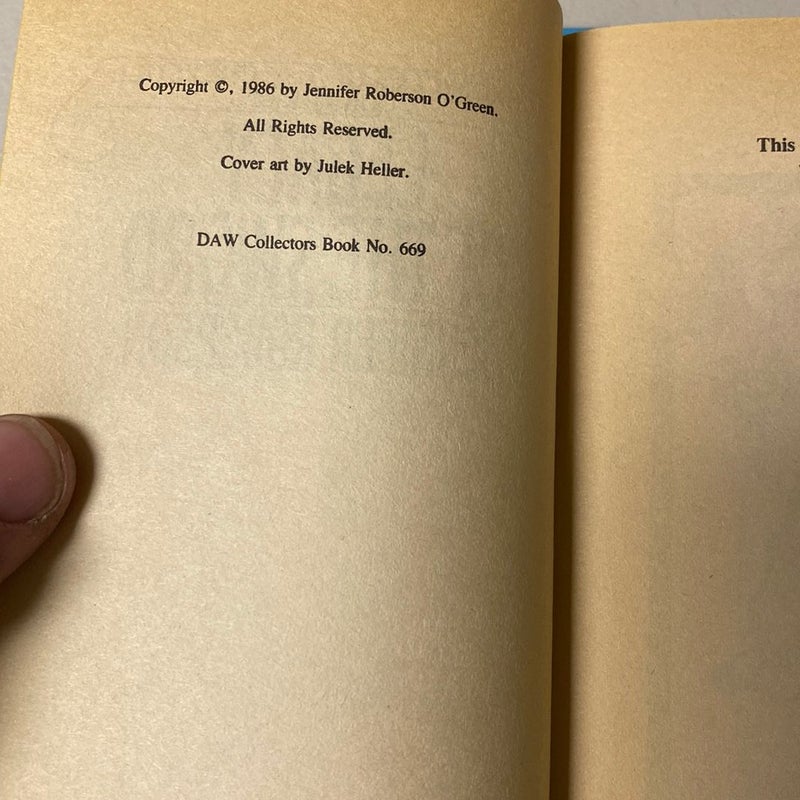 Copyright ©, 1986 by Jennifer Roberson O'Green.
All Rights Reserved.
Cover art by Julek Heller.
DAW Collectors Book No. 669
This